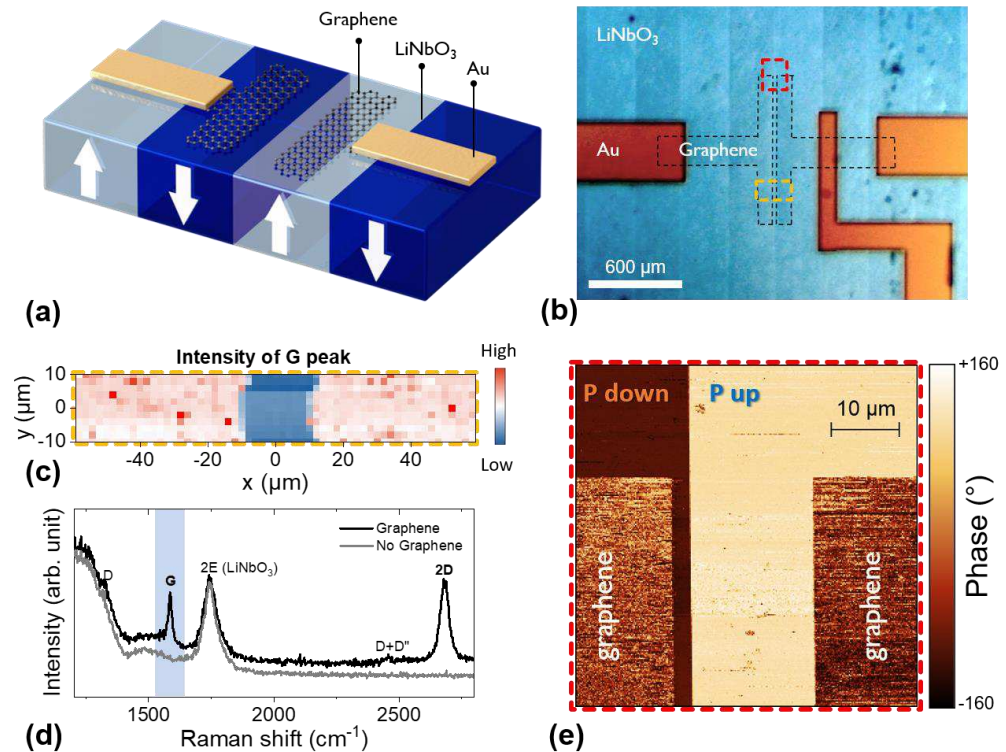 (a)
Graphene
LiNbO₃
Au
(b)
LiNbO₃
Au
Graphene
600 µm
(c)
Intensity of G peak
High
Low
y (µm)
10
0
-10
-40
-20
0
20
40
x (µm)
(d)
Intensity (arb. unit)
Graphene
No Graphene
D
G
2E (LiNbO₃)
D+D"
2D
1500
2000
2500
Raman shift (cm⁻¹)
(e)
P down
P up
10 µm
graphene
graphene
+160
Phase (°)
-160